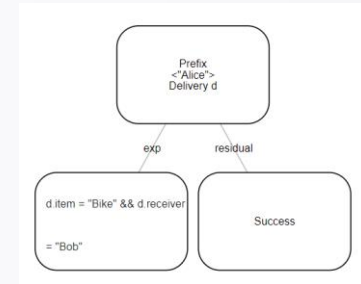 Prefix
<"Alice">
Delivery d
exp
residual
d.item = "Bike" && d.receiver
= "Bob"
Success